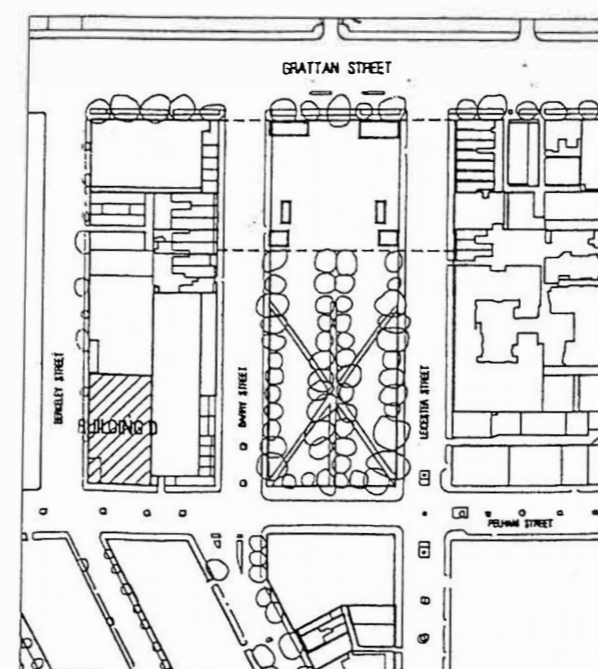 GRATTAN STREET
BERKELEY STREET
BARRY STREET
LEICESTER STREET
BUILDING D
PELHAM STREET